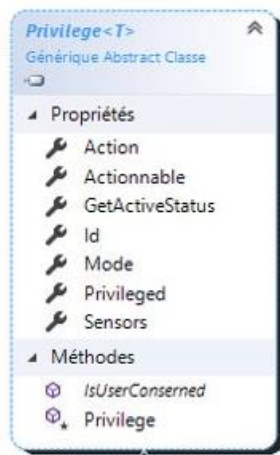 Privilege<T>
Générique Abstract Classe
Propriétés
Action
Actionnable
GetActiveStatus
Id
Mode
Privileged
Sensors
Méthodes
IsUserConserned
Privilege